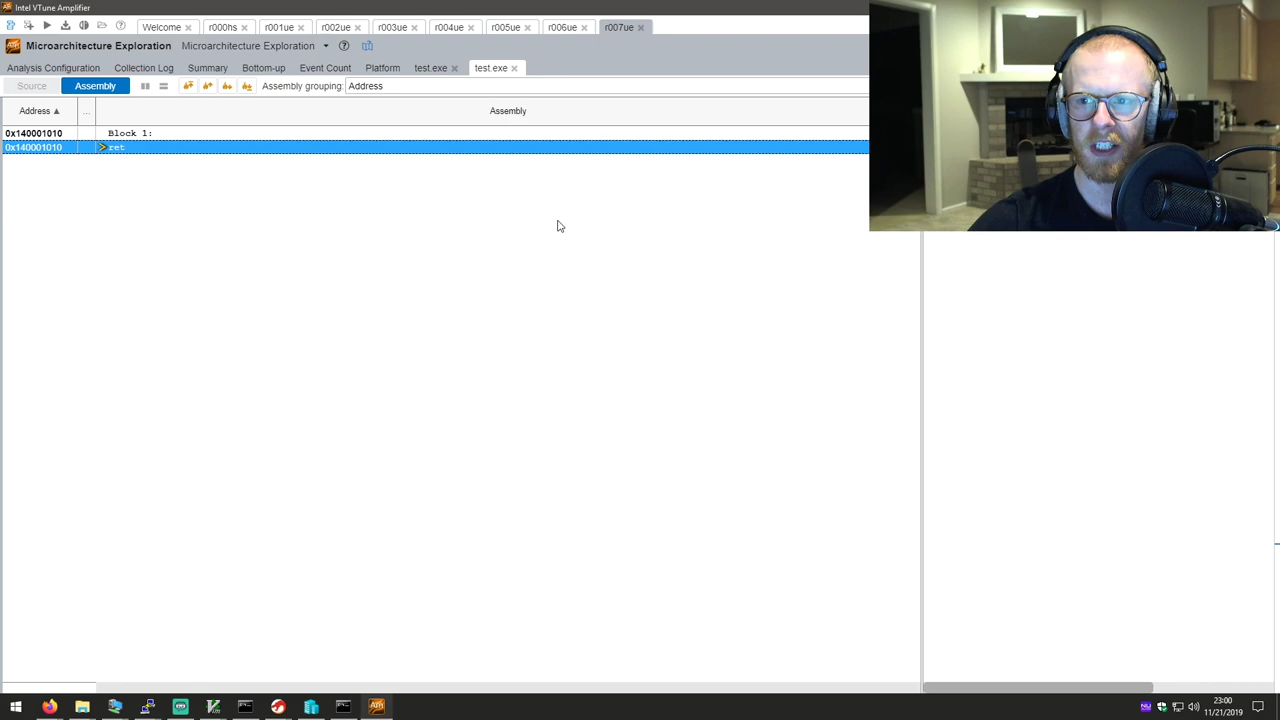 Intel VTune Amplifier
Welcome r000hs r001ue r002ue r003ue r004ue r005ue r006ue r007ue
Microarchitecture Exploration Microarchitecture Exploration
Analysis Configuration Collection Log Summary Bottom-up Event Count Platform test.exe test.exe
Source Assembly Assembly grouping: Address
Address ... Assembly
0x140001010 Block 1:
0x140001010 ret
23:00
11/21/2019